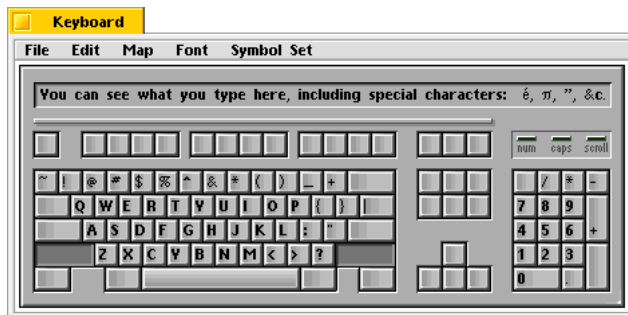 Keyboard
File Edit Map Font Symbol Set
You can see what you type here, including special characters: é, π, ”, &c.
num caps scroll
~ ! @ # $ % ^ & * ( ) _ + / * -
Q W E R T Y U I O P { } | 7 8 9
A S D F G H J K L : " 4 5 6 +
Z X C V B N M < > ? 1 2 3
0 .